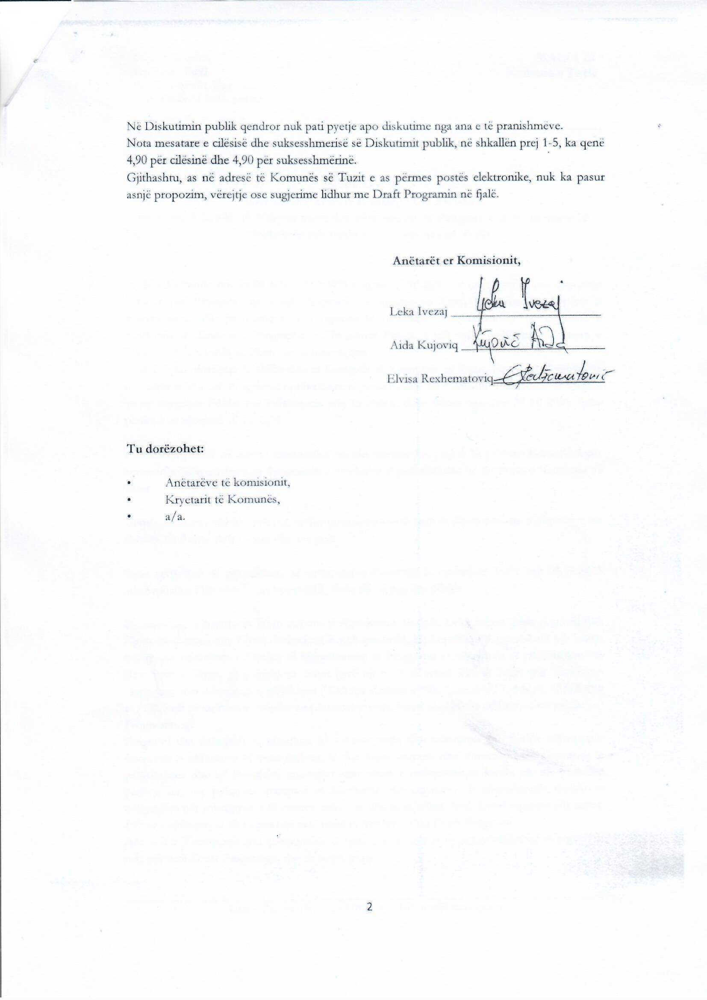 Në Diskutimin publik qendror nuk pati pyetje apo diskutime nga ana e të pranishmëve.
Nota mesatare e cilësisë dhe suksesshmerisë së Diskutimit publik, në shkallën prej 1-5, ka qenë
4,90 për cilësinë dhe 4,90 për suksesshmërinë.
Gjithashtu, as në adresë të Komunës së Tuzit e as përmes postës elektronike, nuk ka pasur
asnjë propozim, vërejtje ose sugjerime lidhur me Draft Programin në fjalë.
Anëtarët er Komisionit,
Leka Ivezaj Leka Ivezaj
Aida Kujoviq Kujović Aida
Elvisa Rexhematoviq
Tu dorëzohet:
• Anëtarëve të komisionit,
• Kryetarit të Komunës,
• a/a.
2